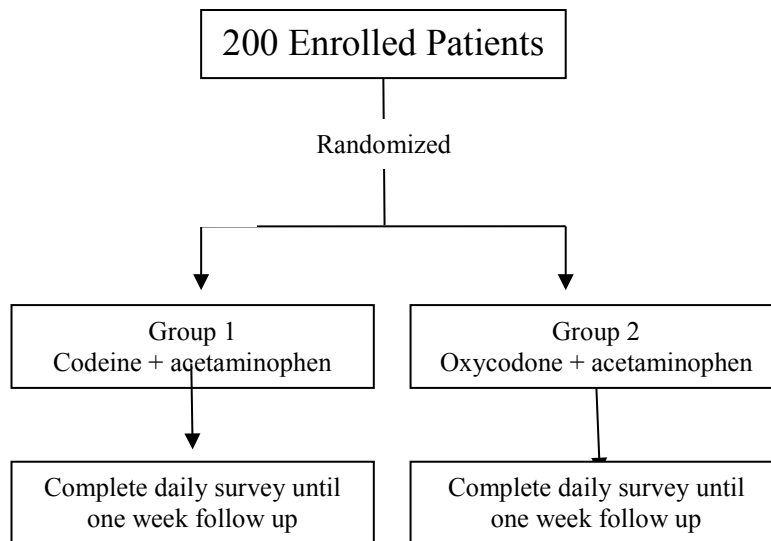 200 Enrolled Patients
Randomized
Group 1
Codeine + acetaminophen
Group 2
Oxycodone + acetaminophen
Complete daily survey until
one week follow up
Complete daily survey until
one week follow up